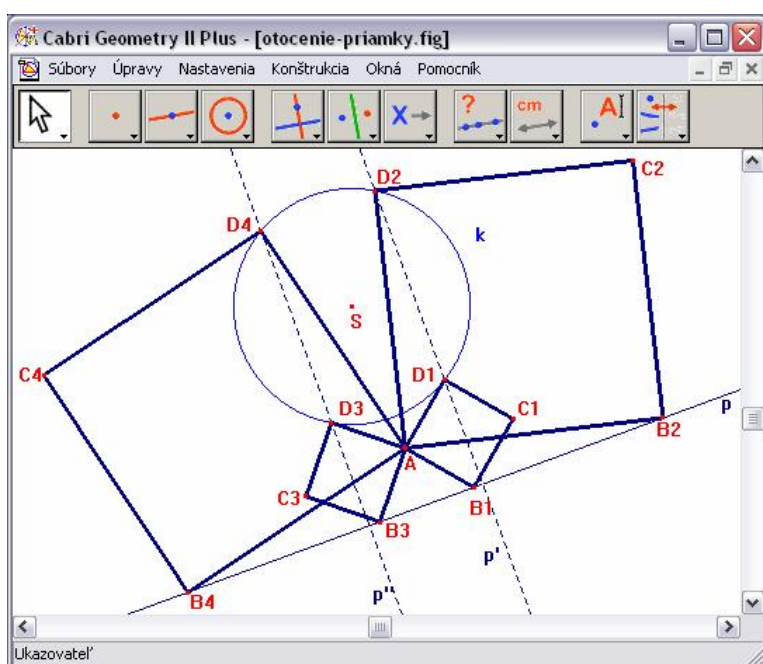 Cabri Geometry II Plus - [otocenie-priamky.fig]
Súbory Úpravy Nastavenia Konštrukcia Okná Pomocník
? cm A
X
D2
C2
D4
k
S
C4
D1
D3
C1
p
B2
A
C3
B1
B3
p'
p"
B4
Ukazovateľ